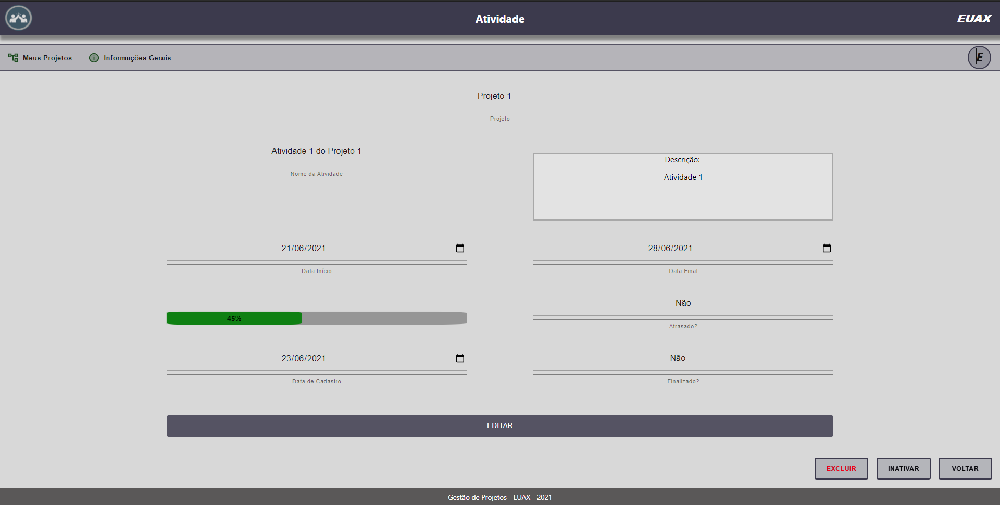 Atividade
EUAX
Meus Projetos
Informações Gerais
E
Projeto 1
Projeto
Atividade 1 do Projeto 1
Nome da Atividade
Descrição:
Atividade 1
21/06/2021
Data Início
28/06/2021
Data Final
45%
Não
Atrasado?
23/06/2021
Data de Cadastro
Não
Finalizado?
EDITAR
EXCLUIR
INATIVAR
VOLTAR
Gestão de Projetos - EUAX - 2021